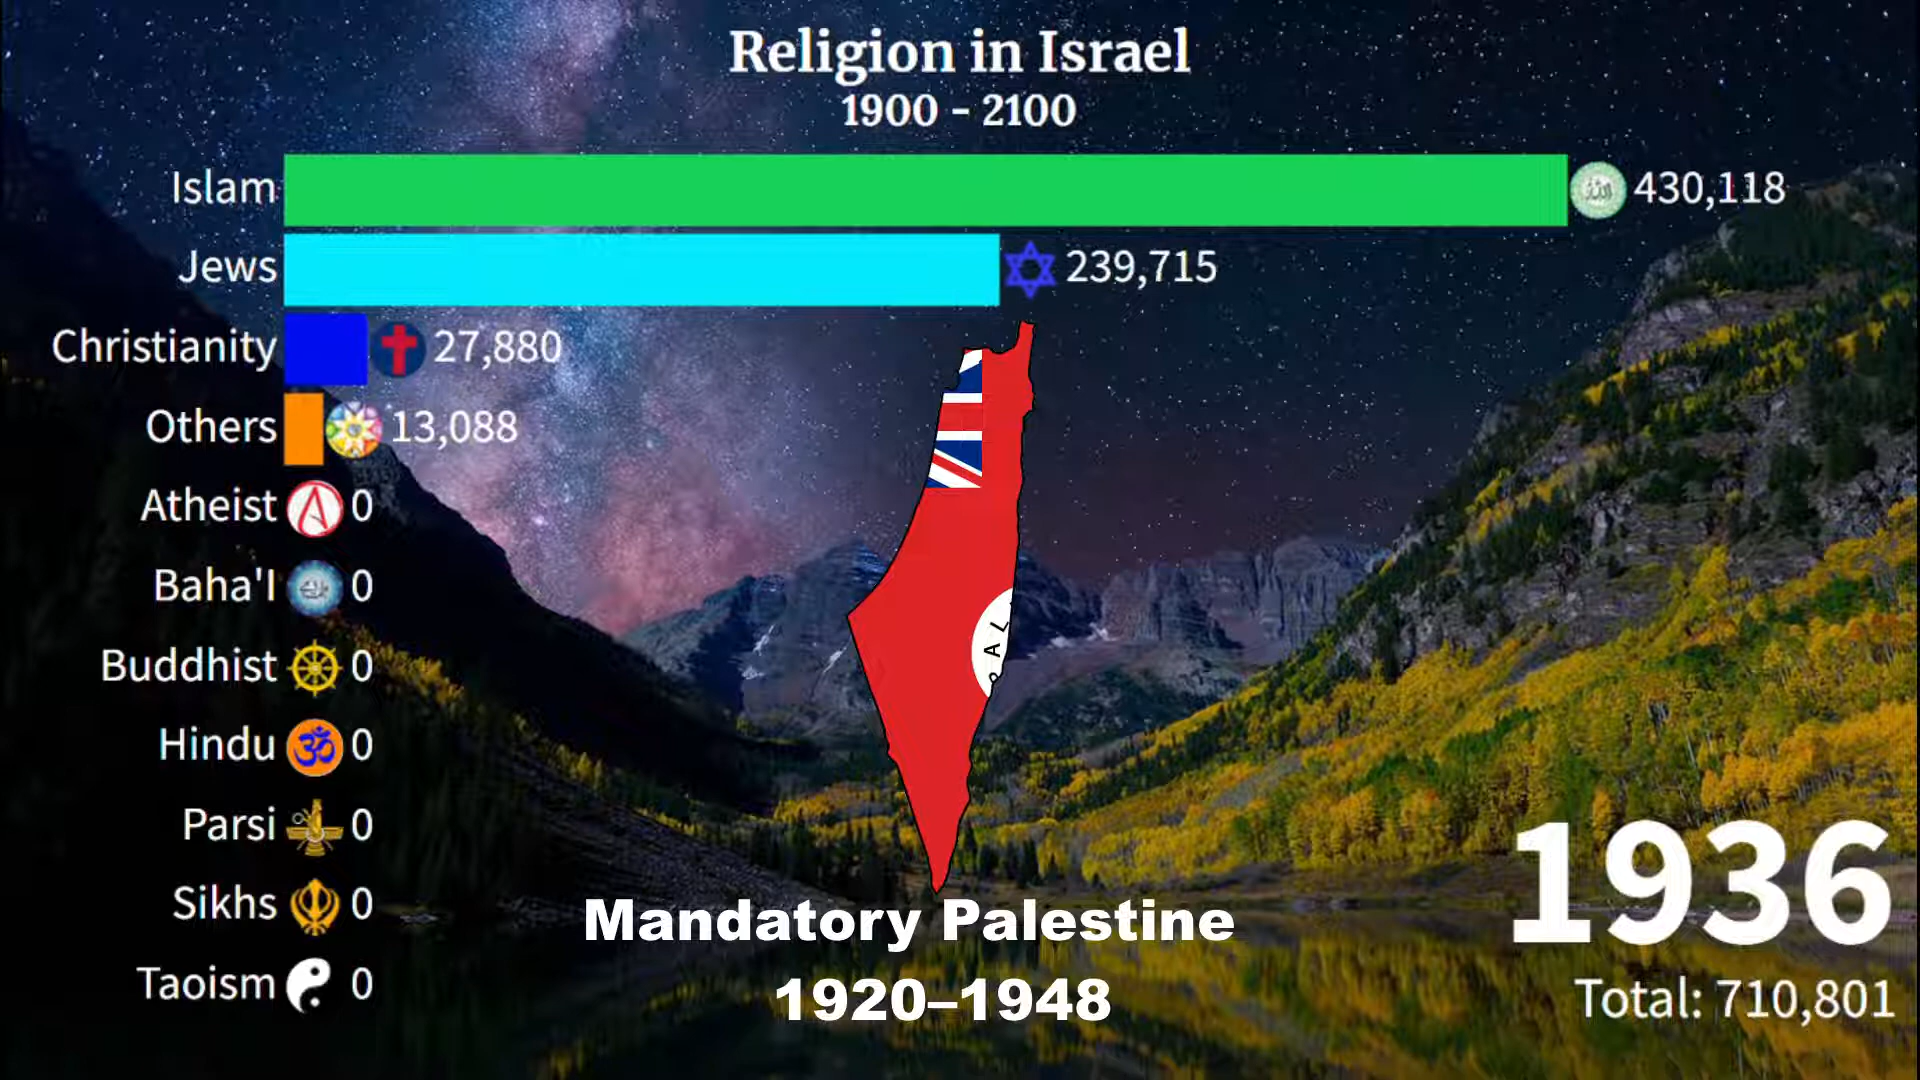 Religion in Israel
1900 - 2100
Islam 430,118
Jews 239,715
Christianity 27,880
Others 13,088
Atheist 0
Baha'I 0
Buddhist 0
Hindu 0
Parsi 0
Sikhs 0
Taoism 0
PAL
Mandatory Palestine
1920–1948
1936
Total: 710,801